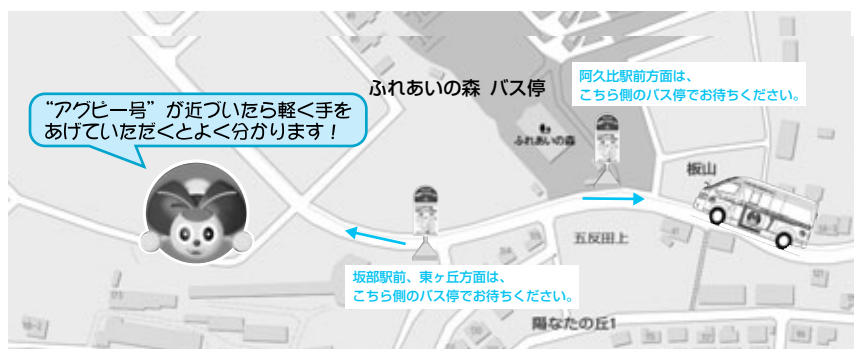 ふれあいの森 バス停
阿久比駅前方面は、
こちら側のバス停でお待ちください。
“アグピー号”が近づいたら軽く手を
あげていただくとよく分かります！
ふれあいの森
板山
五反田上
坂部駅前、東ヶ丘方面は、
こちら側のバス停でお待ちください。
陽なたの丘1